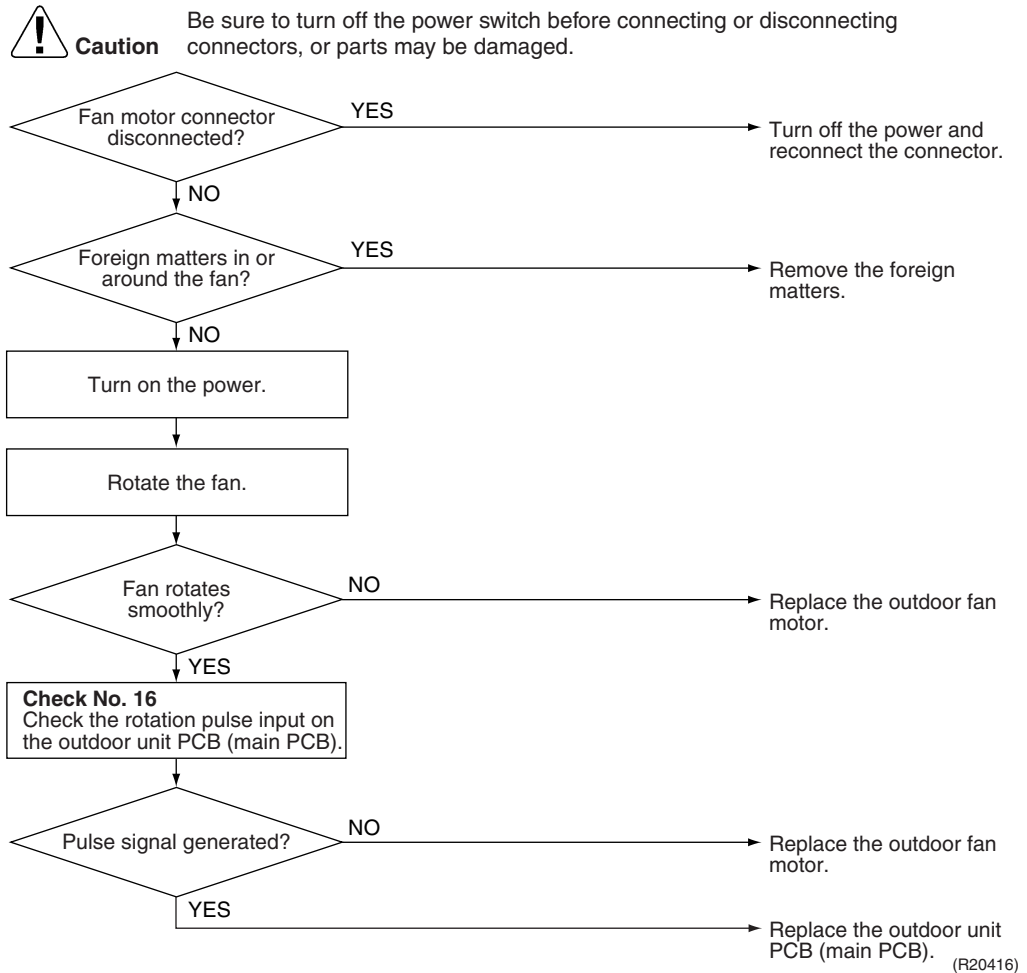 Be sure to turn off the power switch before connecting or disconnecting
Caution connectors, or parts may be damaged.
Fan motor connector
disconnected?
YES
Turn off the power and
reconnect the connector.
NO
Foreign matters in or
around the fan?
YES
Remove the foreign
matters.
NO
Turn on the power.
Rotate the fan.
Fan rotates
smoothly?
NO
Replace the outdoor fan
motor.
YES
Check No. 16
Check the rotation pulse input on
the outdoor unit PCB (main PCB).
Pulse signal generated?
NO
Replace the outdoor fan
motor.
YES
Replace the outdoor unit
PCB (main PCB).
(R20416)